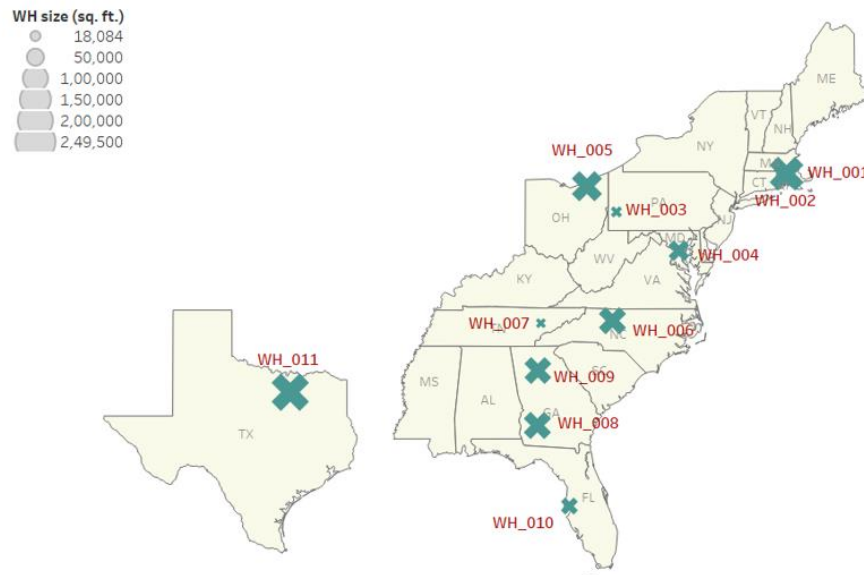 WH size (sq. ft.)
18,084
50,000
1,00,000
1,50,000
2,00,000
2,49,500
ME
VT
NH
NY
WH_005
M
WH_001
CT
WH_002
PA
WH_003
OH
NJ
MD
WH_004
WV
KY
VA
WH_007
TN
WH_006
NC
WH_011
WH_009
SC
MS
AL
GA
WH_008
TX
FL
WH_010